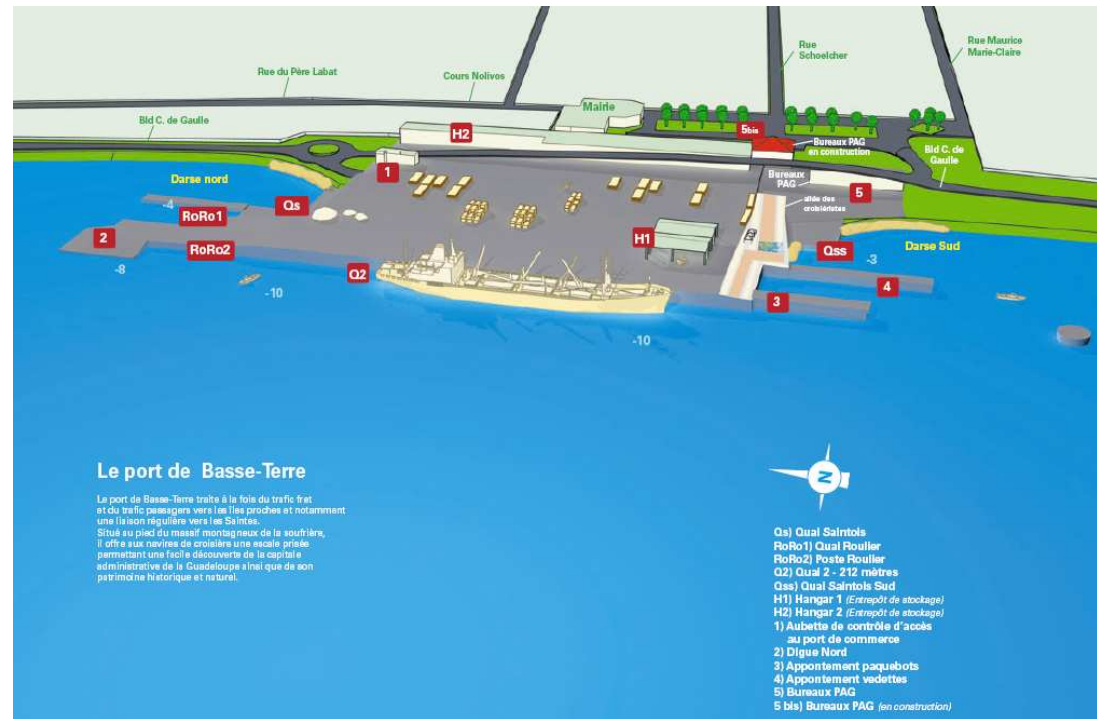 Rue Maurice
Marie-Claire
Rue
Schoelcher
Rue du Père Labat
Cours Nolivos
Mairie
Bld C. de Gaulle
H2
5bis
Bureaux PAG
en construction
Bld C. de
Gaulle
Bureaux
PAG
1
5
Darse nord
allée des
croisiéristes
-4
RoRo1
Qs
2
RoRo2
H1
Qss
-3
Darse Sud
-8
-10
Q2
4
3
-10
Le port de Basse-Terre
Le port de Basse-Terre traite à la fois du trafic fret
et du trafic passagers vers les îles proches et notamment
une liaison régulière vers les Saintes.
Situé au pied du massif montagneux de la soufrière,
il offre aux navires de croisière une escale prisée
permettant une facile découverte de la capitale
administrative de la Guadeloupe ainsi que de son
patrimoine historique et naturel.
N
Qs) Quai Saintois
RoRo1) Quai Roulier
RoRo2) Poste Roulier
Q2) Quai 2 - 212 mètres
Qss) Quai Saintois Sud
H1) Hangar 1 (Entrepôt de stockage)
H2) Hangar 2 (Entrepôt de stockage)
1) Aubette de contrôle d'accès
au port de commerce
2) Digue Nord
3) Appontement paquebots
4) Appontement vedettes
5) Bureaux PAG
5 bis) Bureaux PAG (en construction)